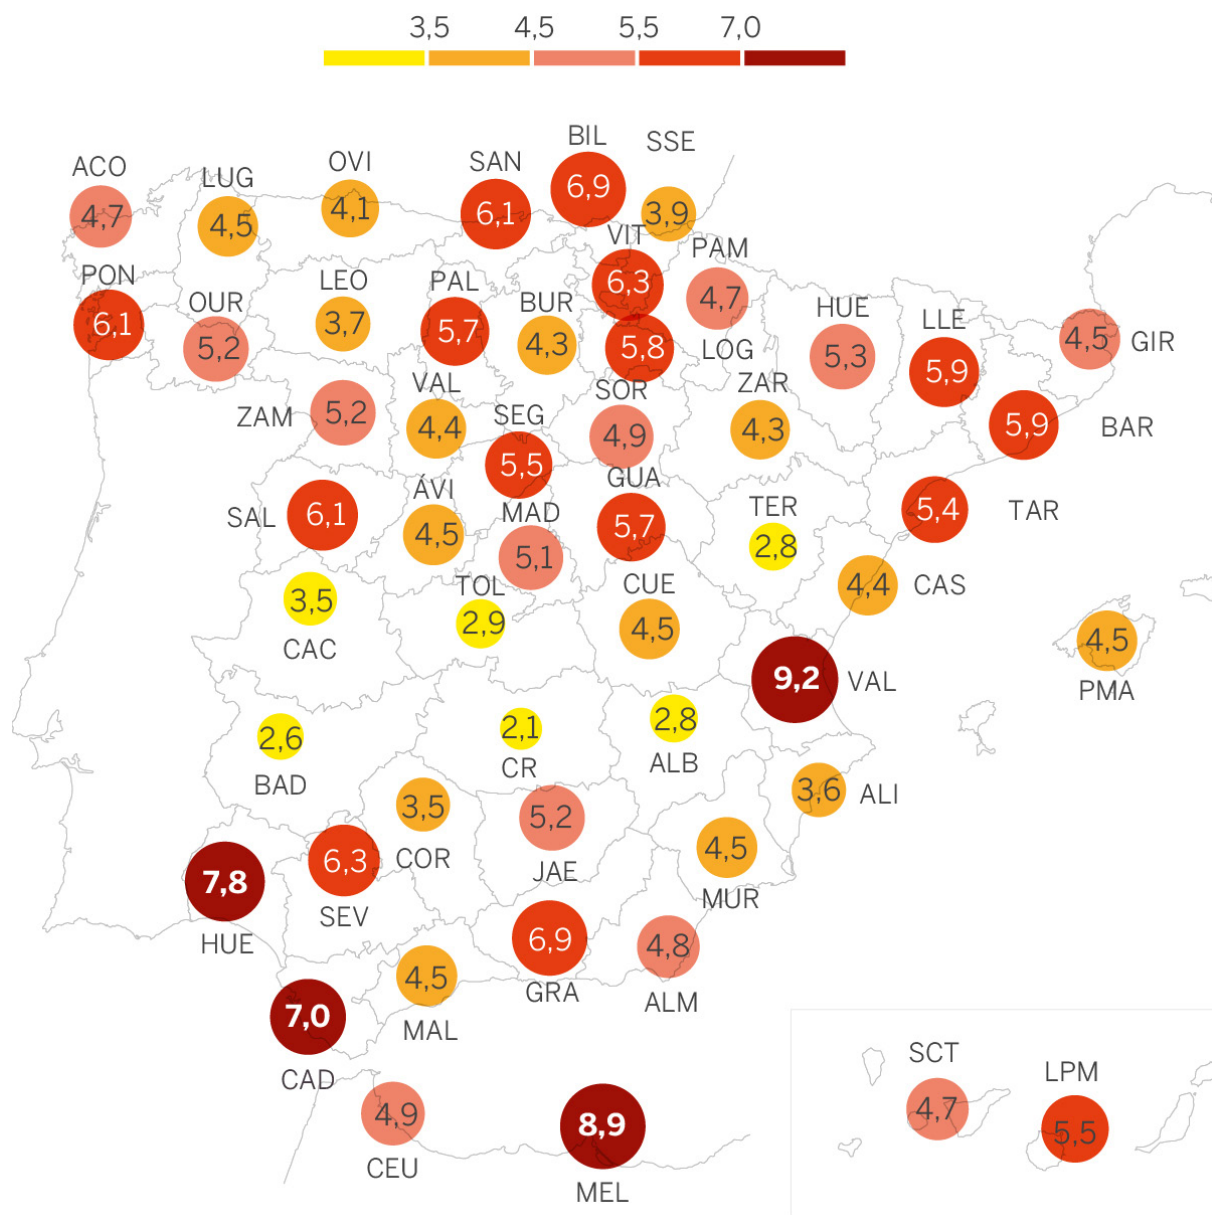 3,5 4,5 5,5 7,0
BIL
SSE
ACO
LUG
OVI
SAN
6,9
4,7
4,5
4,1
6,1
3,9
VIT
PAM
PON
OUR
LEO
PAL
BUR
6,3
4,7
HUE
LLE
6,1
5,2
3,7
5,7
4,3
5,8
LOG
5,3
5,9
4,5
GIR
ZAM
5,2
VAL
4,4
SEG
SOR
4,9
ZAR
4,3
5,9
BAR
5,5
GUA
SAL
6,1
ÁVI
4,5
MAD
5,1
5,7
TER
2,8
5,4
TAR
3,5
CAC
TOL
2,9
CUE
4,5
4,4
CAS
4,5
PMA
9,2
VAL
2,6
BAD
2,1
CR
2,8
ALB
3,6
ALI
3,5
COR
5,2
JAE
4,5
MUR
7,8
HUE
6,3
SEV
6,9
GRA
4,8
ALM
4,5
MAL
7,0
CAD
4,9
CEU
8,9
MEL
SCT
4,7
LPM
5,5